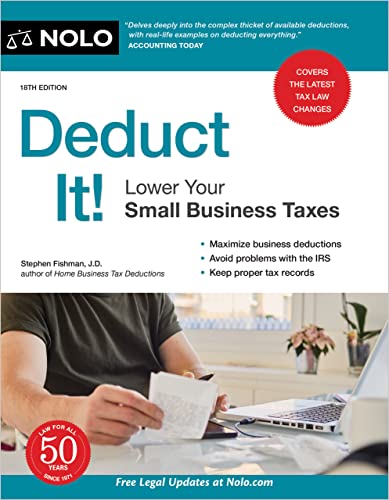 NOLO
"Delves deeply into the complex thicket of available deductions,
with real-life examples on deducting everything."
ACCOUNTING TODAY
18TH EDITION
COVERS
THE LATEST
TAX LAW
CHANGES
Deduct
It!
Lower Your
Small Business Taxes
• Maximize business deductions
• Avoid problems with the IRS
• Keep proper tax records
Stephen Fishman, J.D.
author of Home Business Tax Deductions
LAW FOR ALL
50
YEARS
SINCE 1971
Free Legal Updates at Nolo.com